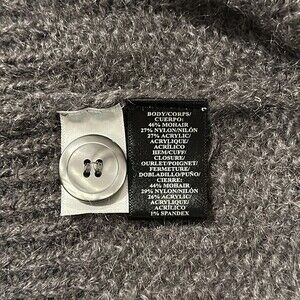 BODY/CORPS/
CUERPO:
46% MOHAIR
27% NYLON/NILÓN
27% ACRYLIC/
ACRYLIQUE/
ACRÍLICO
HEM/CUFF/
CLOSURE/
OURLET/POIGNET/
FERMETURE/
DOBLADILLO/PUÑO/
CIERRE:
44% MOHAIR
29% NYLON/NILÓN
26% ACRYLIC/
ACRYLIQUE/
ACRÍLICO
1% SPANDEX